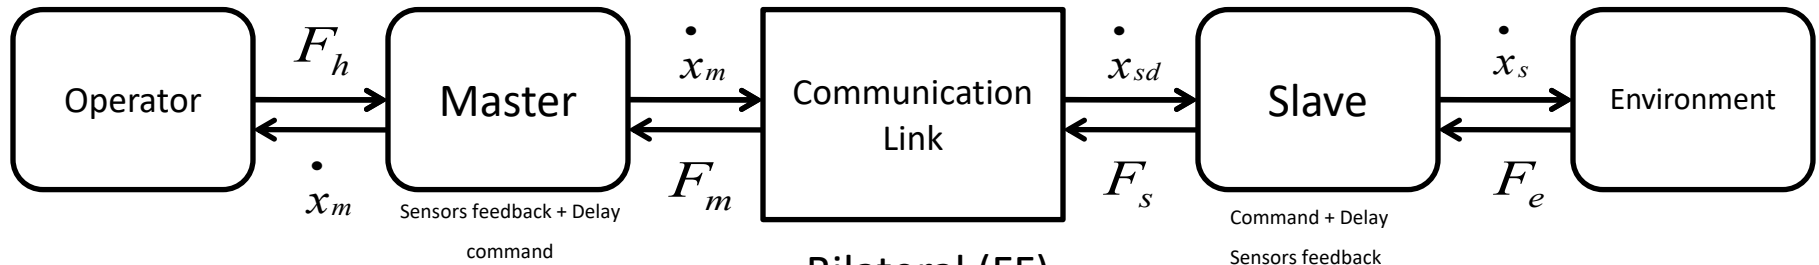 Operator
F_h
ẋ_m
Master
Sensors feedback + Delay
command
ẋ_m
F_m
Communication
Link
ẋ_sd
F_s
Slave
Command + Delay
Sensors feedback
ẋ_s
F_e
Environment